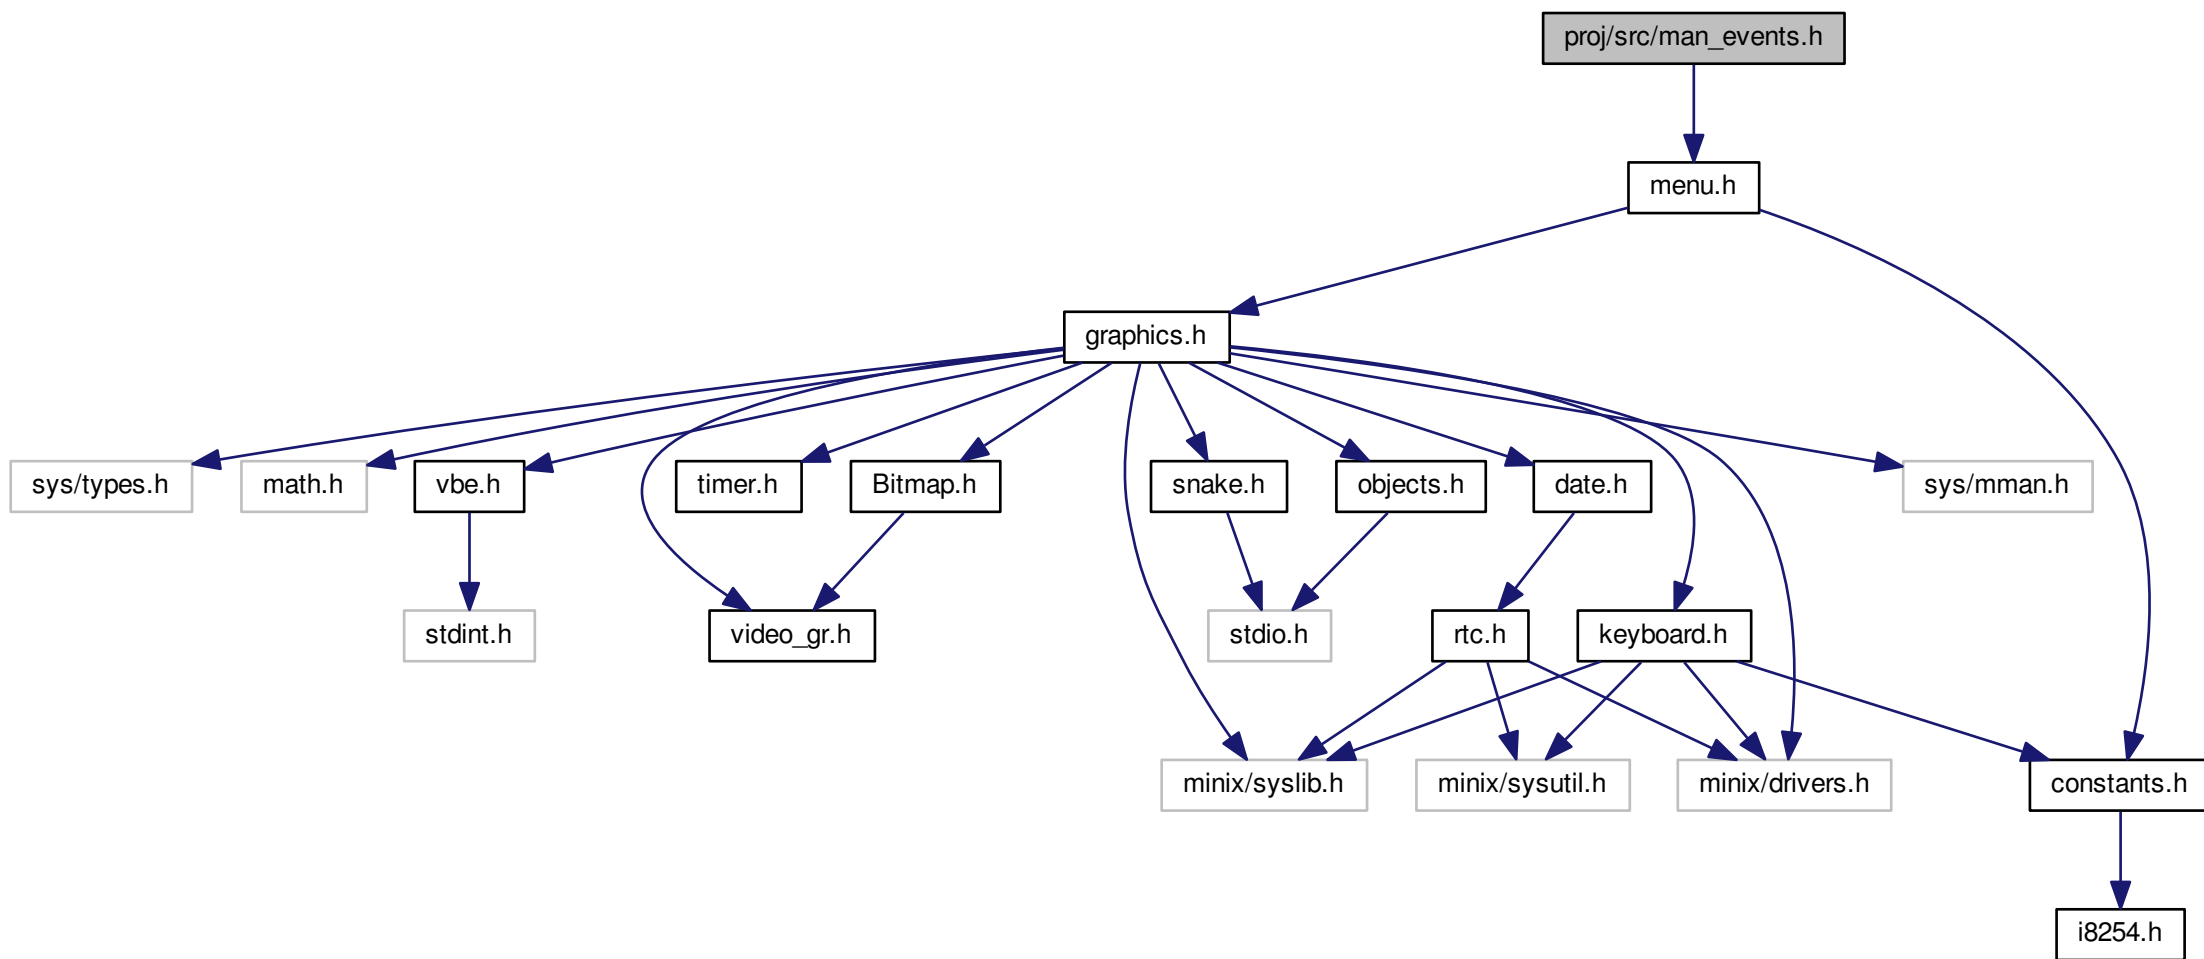 proj/src/man_events.h
menu.h
graphics.h
sys/types.h
math.h
vbe.h
timer.h
Bitmap.h
snake.h
objects.h
date.h
sys/mman.h
stdint.h
video_gr.h
stdio.h
rtc.h
keyboard.h
minix/syslib.h
minix/sysutil.h
minix/drivers.h
constants.h
i8254.h